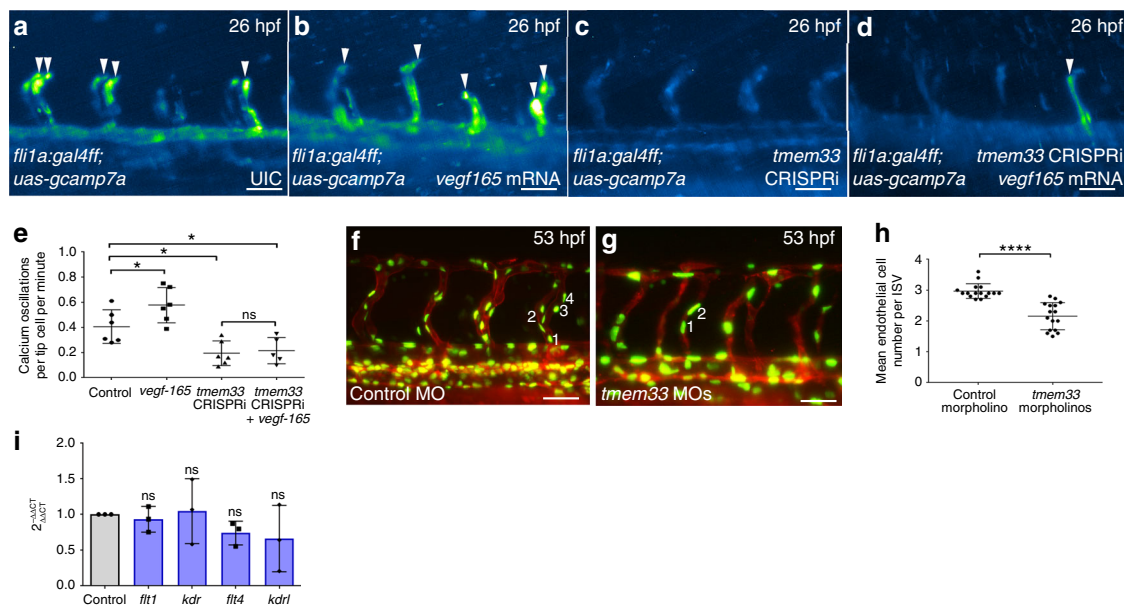 a
26 hpf
fli1a:gal4ff;
uas-gcamp7a
UIC
b
26 hpf
fli1a:gal4ff;
uas-gcamp7a
vegf165 mRNA
c
26 hpf
fli1a:gal4ff;
uas-gcamp7a
tmem33
CRISPRi
d
26 hpf
fli1a:gal4ff;
uas-gcamp7a
tmem33 CRISPRi
vegf165 mRNA
e
Calcium oscillations
per tip cell per minute
1.0
0.8
0.6
0.4
0.2
0.0
*
*
*
ns
Control
vegf-165
tmem33
CRISPRi
tmem33
CRISPRi
+ vegf-165
f
53 hpf
4
3
2
1
Control MO
g
53 hpf
2
1
tmem33 MOs
h
Mean endothelial cell
number per ISV
5
4
3
2
1
0
****
Control
morpholino
tmem33
morpholinos
i
2-ΔΔCT
ΔΔCT
2.0
1.5
1.0
0.5
0.0
ns
ns
ns
ns
Control
flt1
kdr
flt4
kdrl